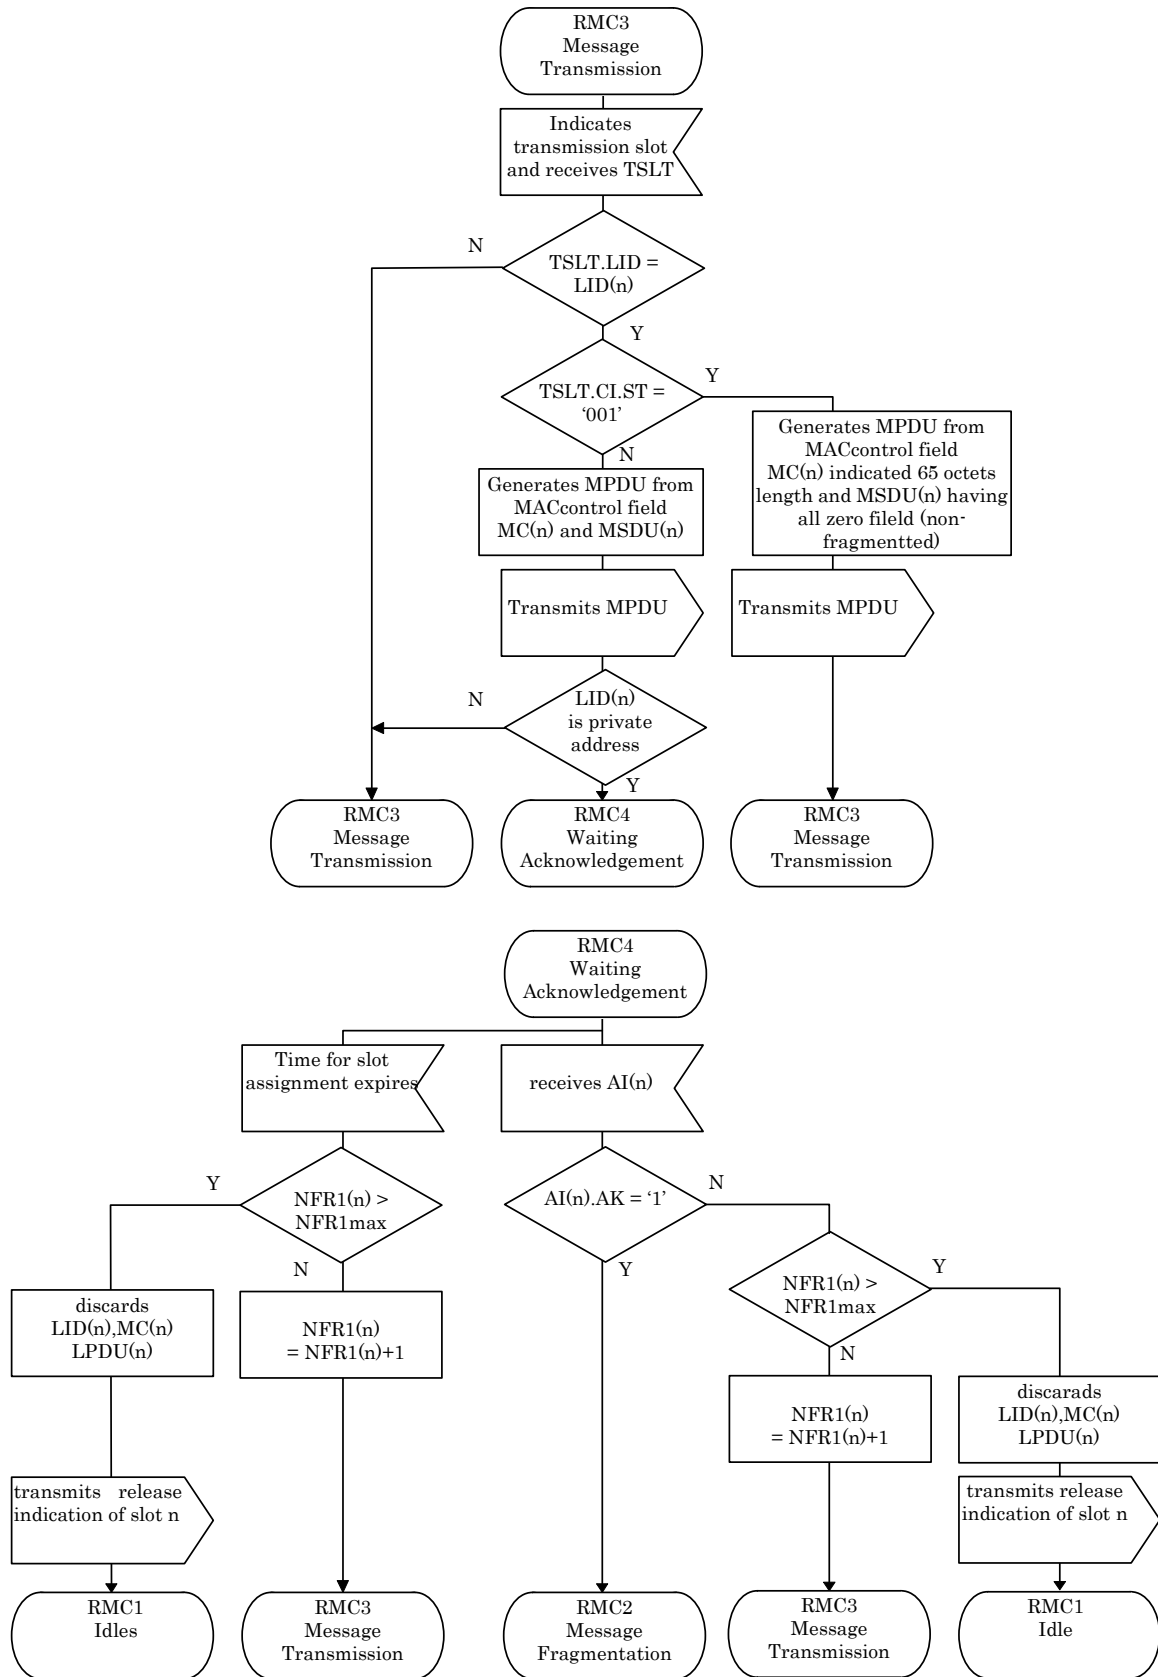 RMC3
Message
Transmission
Indicates
transmission slot
and receives TSLT
N
TSLT.LID =
LID(n)
Y
TSLT.CI.ST =
‘001’
Y
N
Generates MPDU from
MACcontrol field
MC(n) and MSDU(n)
Generates MPDU from
MACcontrol field
MC(n) indicated 65 octets
length and MSDU(n) having
all zero fileld (non-
fragmentted)
Transmits MPDU
Transmits MPDU
N
LID(n)
is private
address
Y
RMC3
Message
Transmission
RMC4
Waiting
Acknowledgement
RMC3
Message
Transmission
RMC4
Waiting
Acknowledgement
Time for slot
assignment expires
receives AI(n)
Y
NFR1(n) >
NFR1max
N
AI(n).AK = ‘1’
N
Y
NFR1(n) >
NFR1max
Y
N
discards
LID(n),MC(n)
LPDU(n)
NFR1(n)
= NFR1(n)+1
NFR1(n)
= NFR1(n)+1
discarads
LID(n),MC(n)
LPDU(n)
transmits release
indication of slot n
transmits release
indication of slot n
RMC1
Idles
RMC3
Message
Transmission
RMC2
Message
Fragmentation
RMC3
Message
Transmission
RMC1
Idle